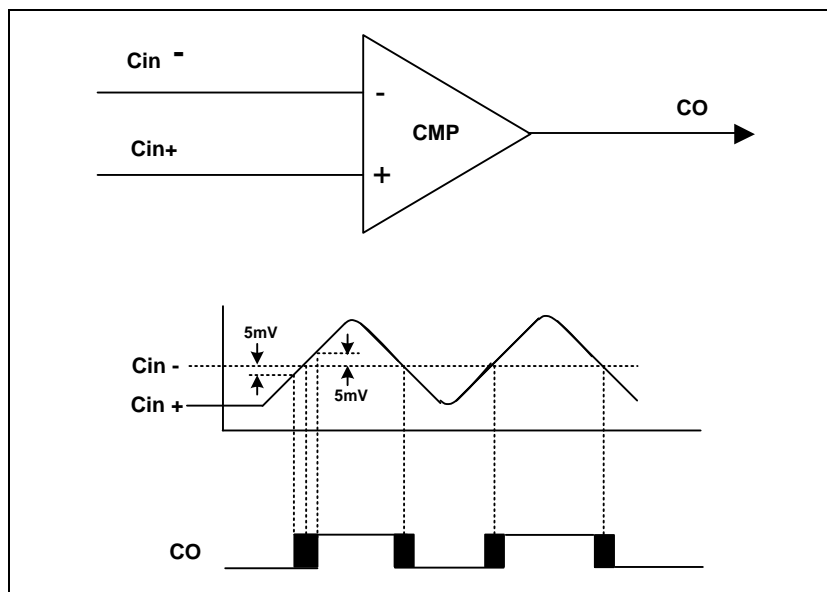 Cin -
-
CMP
CO
Cin+
+
5mV
Cin -
5mV
Cin +
CO